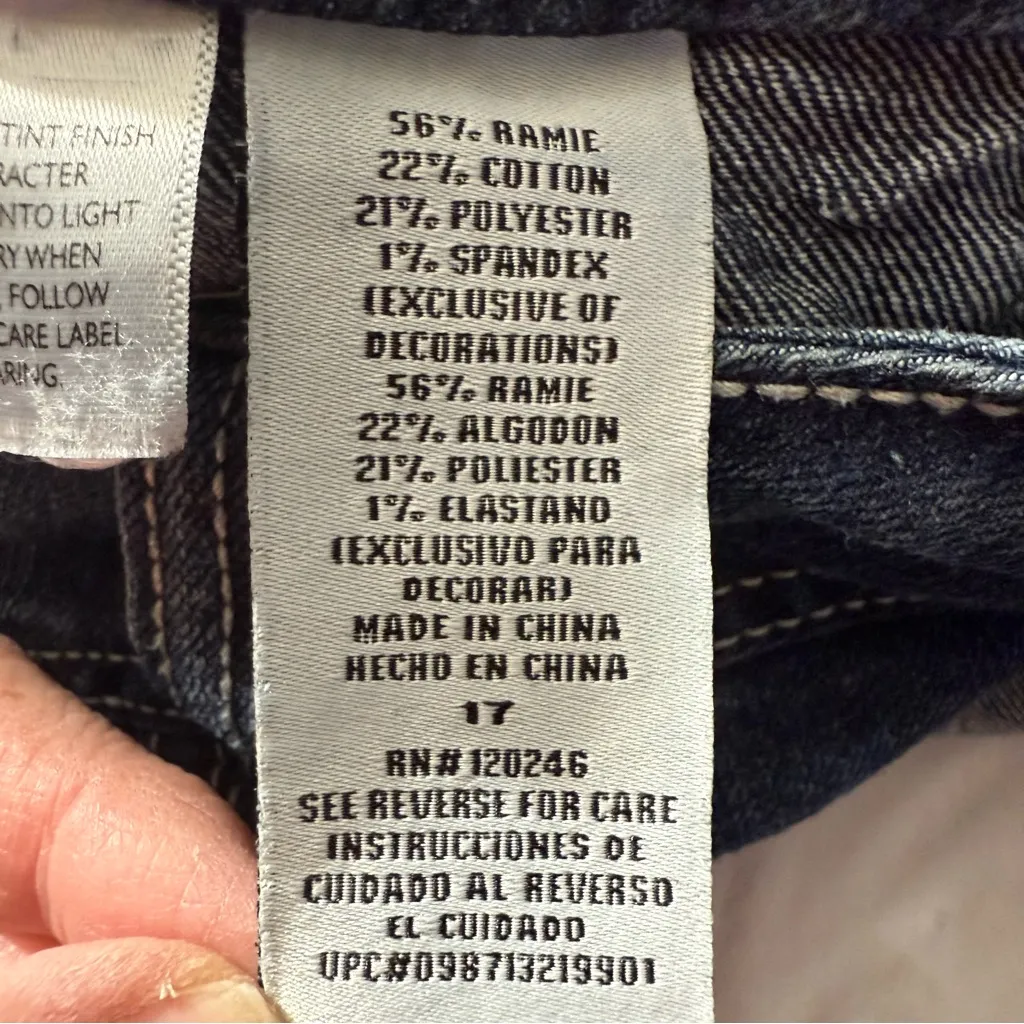 TINT FINISH
RACTER
NTO LIGHT
RY WHEN
FOLLOW
CARE LABEL
ARING.
56% RAMIE
22% COTTON
21% POLYESTER
1% SPANDEX
(EXCLUSIVE OF
DECORATIONS)
56% RAMIE
22% ALGODON
21% POLIESTER
1% ELASTANO
(EXCLUSIVO PARA
DECORAR)
MADE IN CHINA
HECHO EN CHINA
17
RN# 120246
SEE REVERSE FOR CARE
INSTRUCCIONES DE
CUIDADO AL REVERSO
EL CUIDADO
UPC#098713219901